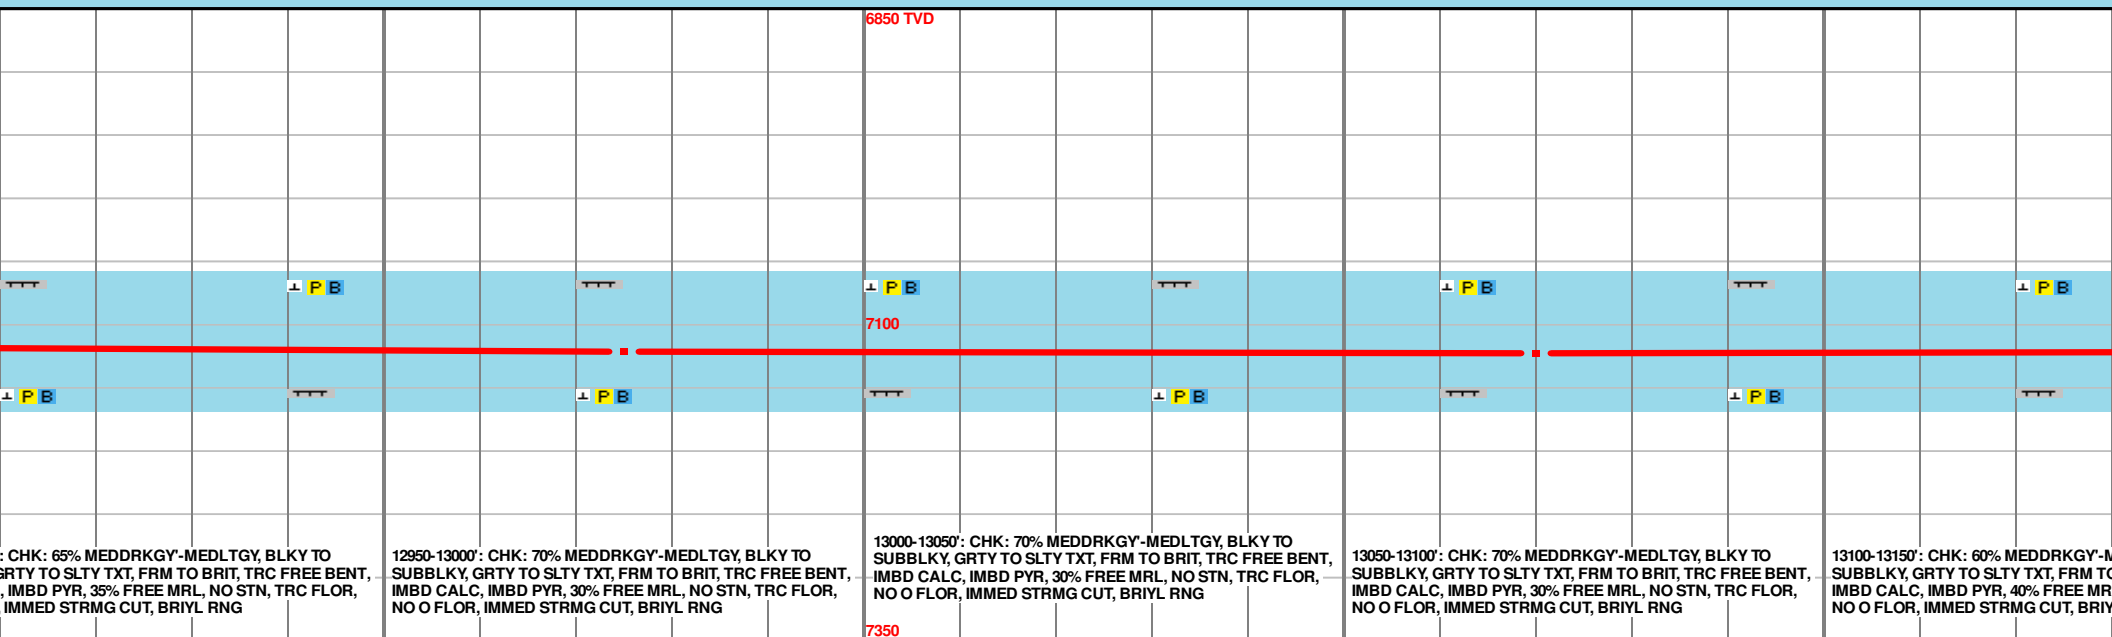 6850 TVD
P B
P B
P B
P B
7100
P B
P B
P B
P B
: CHK: 65% MEDDRKGY'-MEDLTGY, BLKY TO
GRTY TO SLTY TXT, FRM TO BRIT, TRC FREE BENT,
, IMBD PYR, 35% FREE MRL, NO STN, TRC FLOR,
, IMMED STRMG CUT, BRIYL RNG
12950-13000': CHK: 70% MEDDRKGY'-MEDLTGY, BLKY TO
SUBBLKY, GRTY TO SLTY TXT, FRM TO BRIT, TRC FREE BENT,
IMBD CALC, IMBD PYR, 30% FREE MRL, NO STN, TRC FLOR,
NO O FLOR, IMMED STRMG CUT, BRIYL RNG
13000-13050': CHK: 70% MEDDRKGY'-MEDLTGY, BLKY TO
SUBBLKY, GRTY TO SLTY TXT, FRM TO BRIT, TRC FREE BENT,
IMBD CALC, IMBD PYR, 30% FREE MRL, NO STN, TRC FLOR,
NO O FLOR, IMMED STRMG CUT, BRIYL RNG
13050-13100': CHK: 70% MEDDRKGY'-MEDLTGY, BLKY TO
SUBBLKY, GRTY TO SLTY TXT, FRM TO BRIT, TRC FREE BENT,
IMBD CALC, IMBD PYR, 30% FREE MRL, NO STN, TRC FLOR,
NO O FLOR, IMMED STRMG CUT, BRIYL RNG
13100-13150': CHK: 60% MEDDRKGY'-M
SUBBLKY, GRTY TO SLTY TXT, FRM TO
IMBD CALC, IMBD PYR, 40% FREE MR
NO O FLOR, IMMED STRMG CUT, BRIY
7350